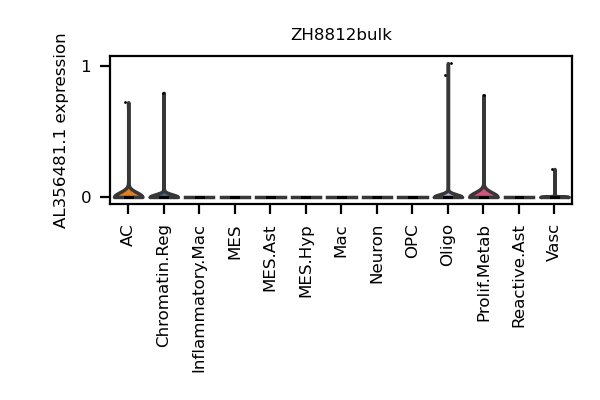 ZH8812bulk
AL356481.1 expression
1
0
AC
Chromatin.Reg
Inflammatory.Mac
MES
MES.Ast
MES.Hyp
Mac
Neuron
OPC
Oligo
Prolif.Metab
Reactive.Ast
Vasc